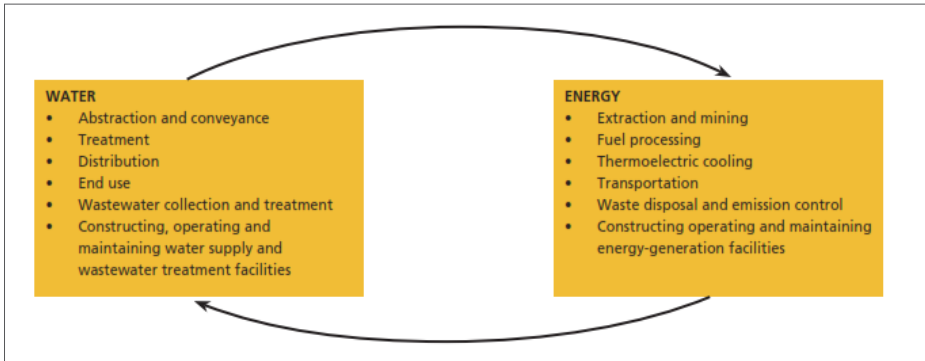 WATER
• Abstraction and conveyance
• Treatment
• Distribution
• End use
• Wastewater collection and treatment
• Constructing, operating and
maintaining water supply and
wastewater treatment facilities
ENERGY
• Extraction and mining
• Fuel processing
• Thermoelectric cooling
• Transportation
• Waste disposal and emission control
• Constructing operating and maintaining
energy-generation facilities